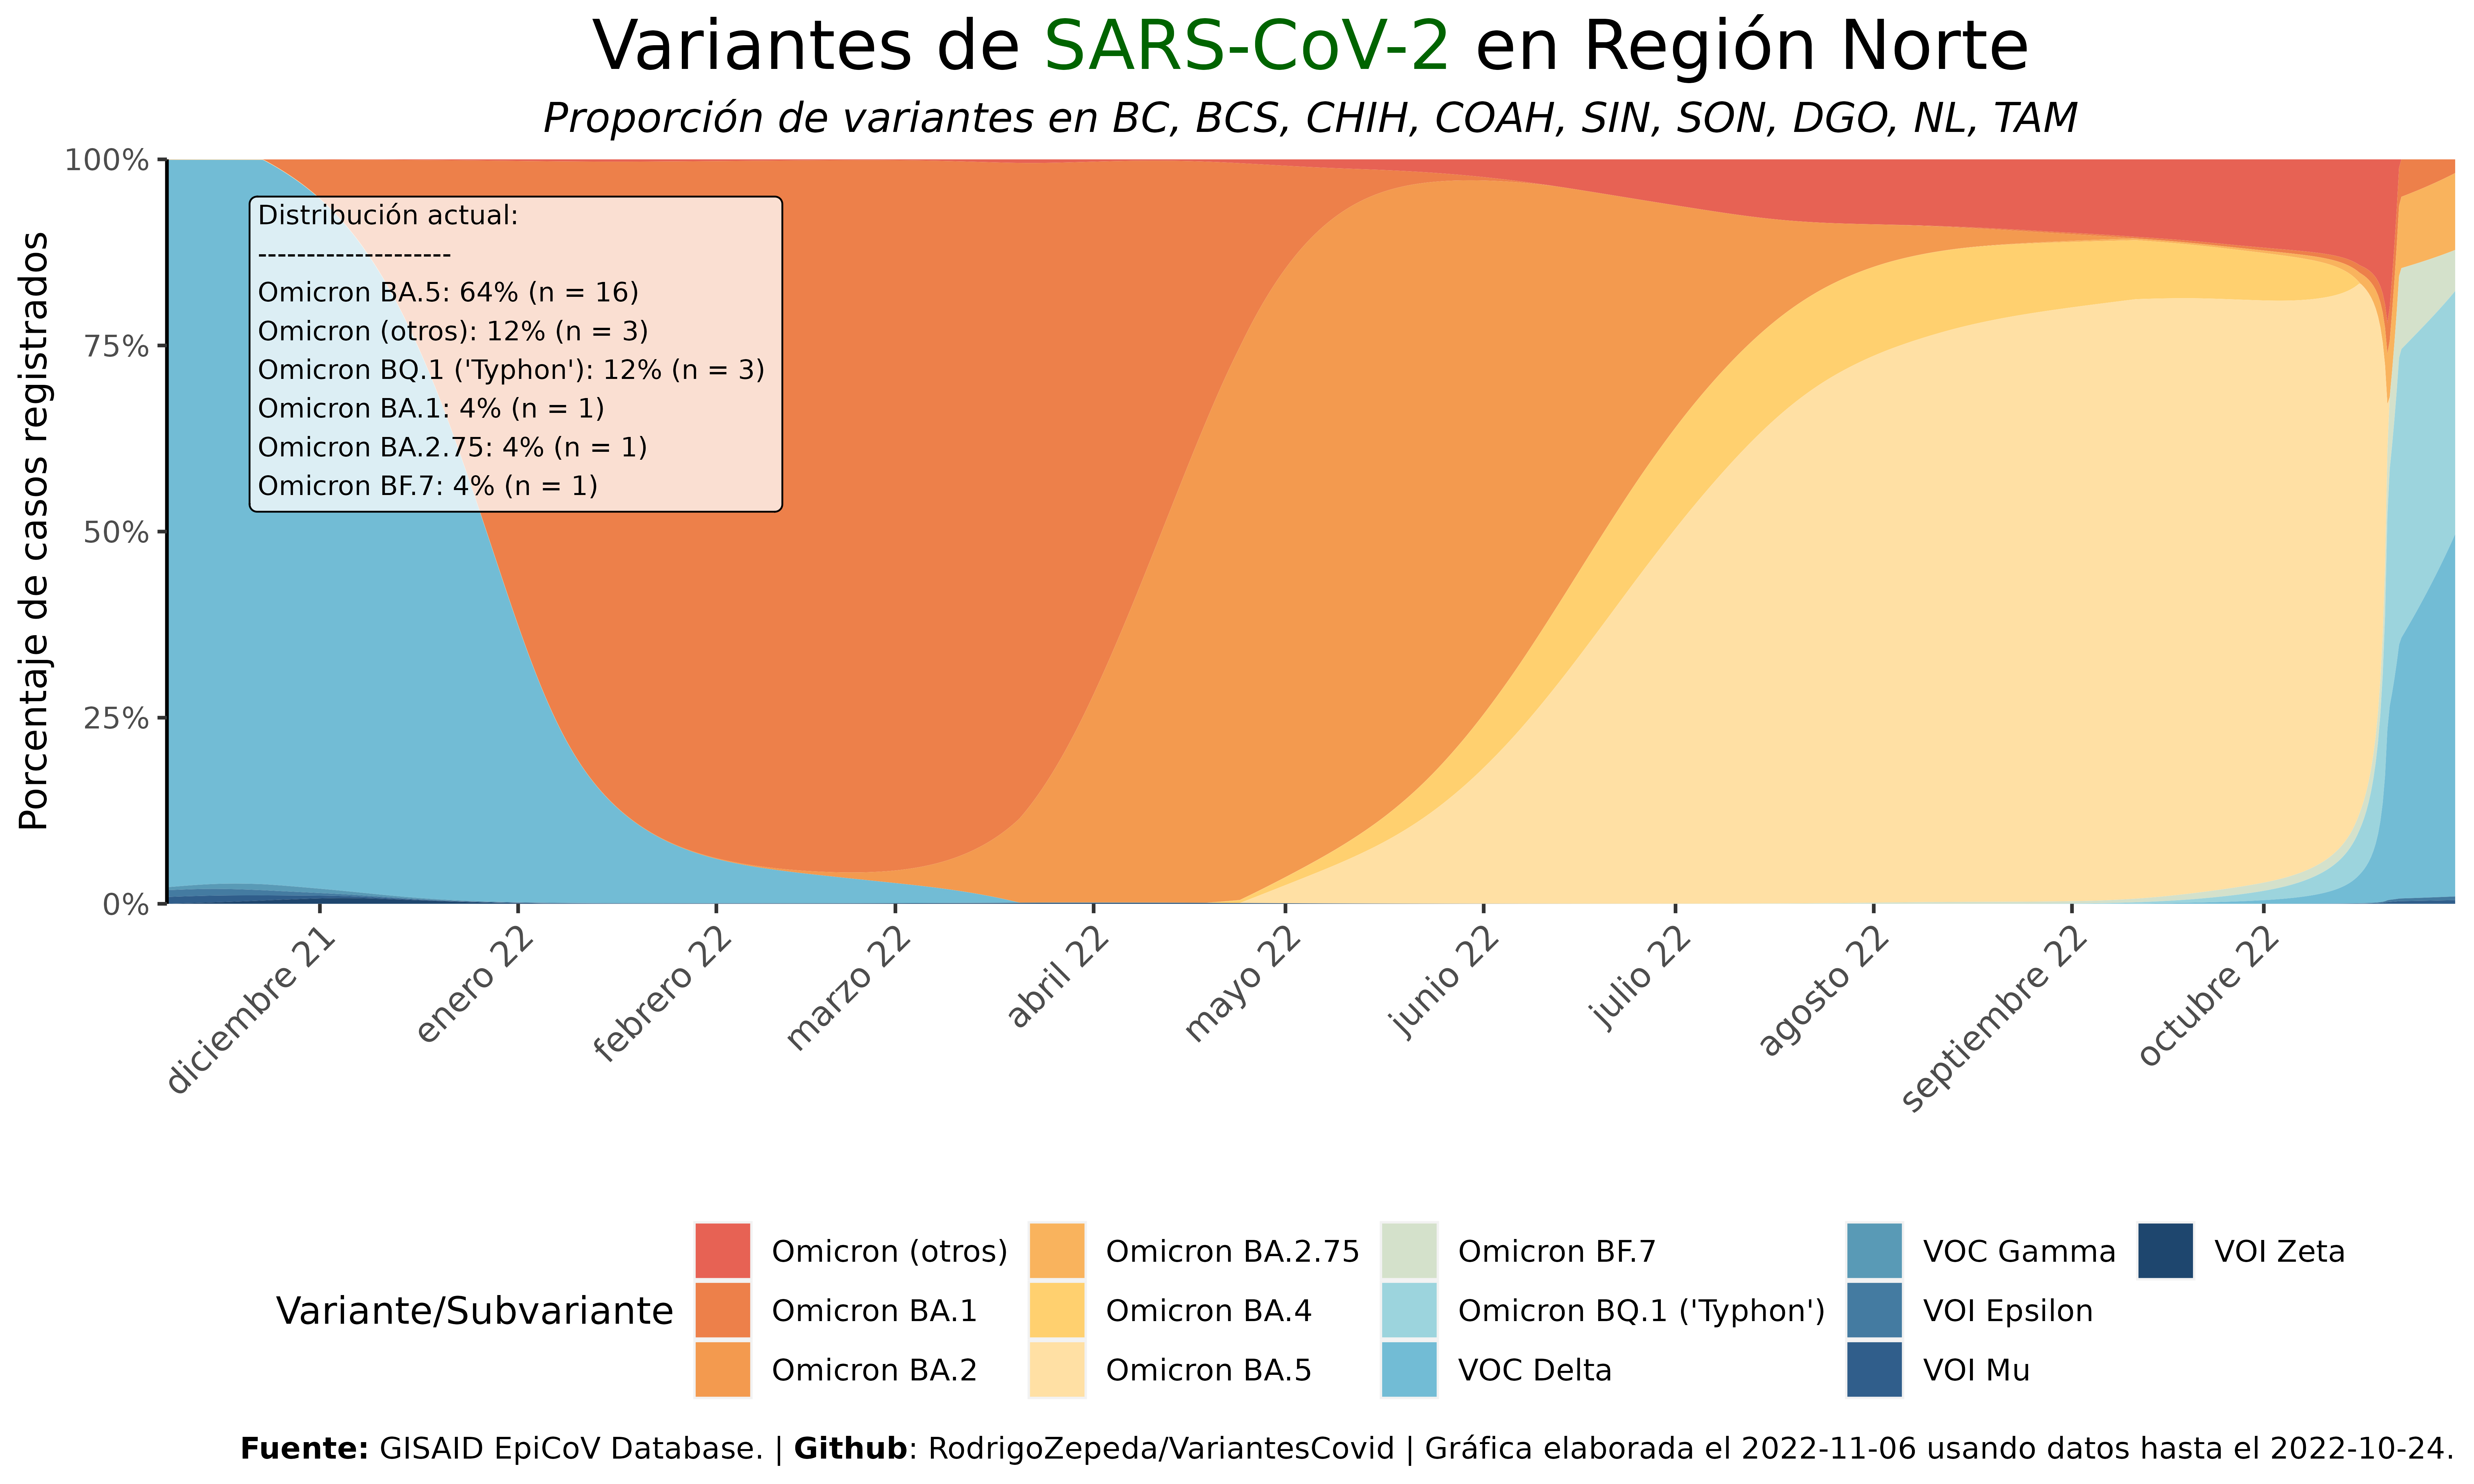 Variantes de SARS-CoV-2 en Región Norte
Proporción de variantes en BC, BCS, CHIH, COAH, SIN, SON, DGO, NL, TAM
Porcentaje de casos registrados
100%
75%
50%
25%
0%
Distribución actual:
--------------------
Omicron BA.5: 64% (n = 16)
Omicron (otros): 12% (n = 3)
Omicron BQ.1 ('Typhon'): 12% (n = 3)
Omicron BA.1: 4% (n = 1)
Omicron BA.2.75: 4% (n = 1)
Omicron BF.7: 4% (n = 1)
diciembre 21
enero 22
febrero 22
marzo 22
abril 22
mayo 22
junio 22
julio 22
agosto 22
septiembre 22
octubre 22
Variante/Subvariante
Omicron (otros)
Omicron BA.1
Omicron BA.2
Omicron BA.2.75
Omicron BA.4
Omicron BA.5
Omicron BF.7
Omicron BQ.1 ('Typhon')
VOC Delta
VOC Gamma
VOI Epsilon
VOI Mu
VOI Zeta
Fuente: GISAID EpiCoV Database. | Github: RodrigoZepeda/VariantesCovid | Gráfica elaborada el 2022-11-06 usando datos hasta el 2022-10-24.